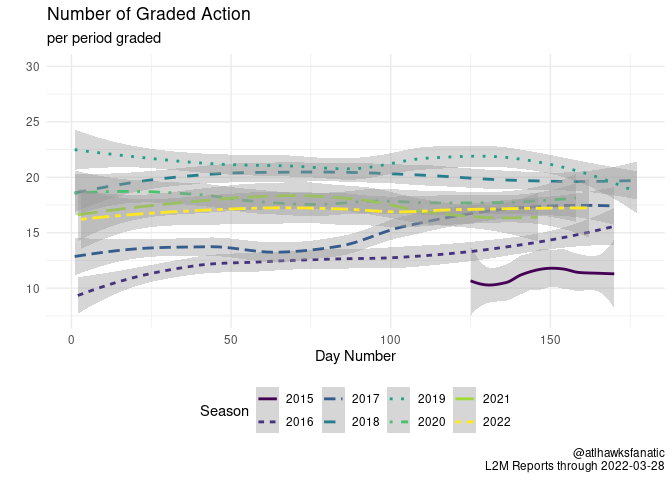 Number of Graded Action
per period graded
30
25
20
15
10
0 50 100 150
Day Number
Season
2015 2017 2019 2021
2016 2018 2020 2022
@atlhawksfanatic
L2M Reports through 2022-03-28